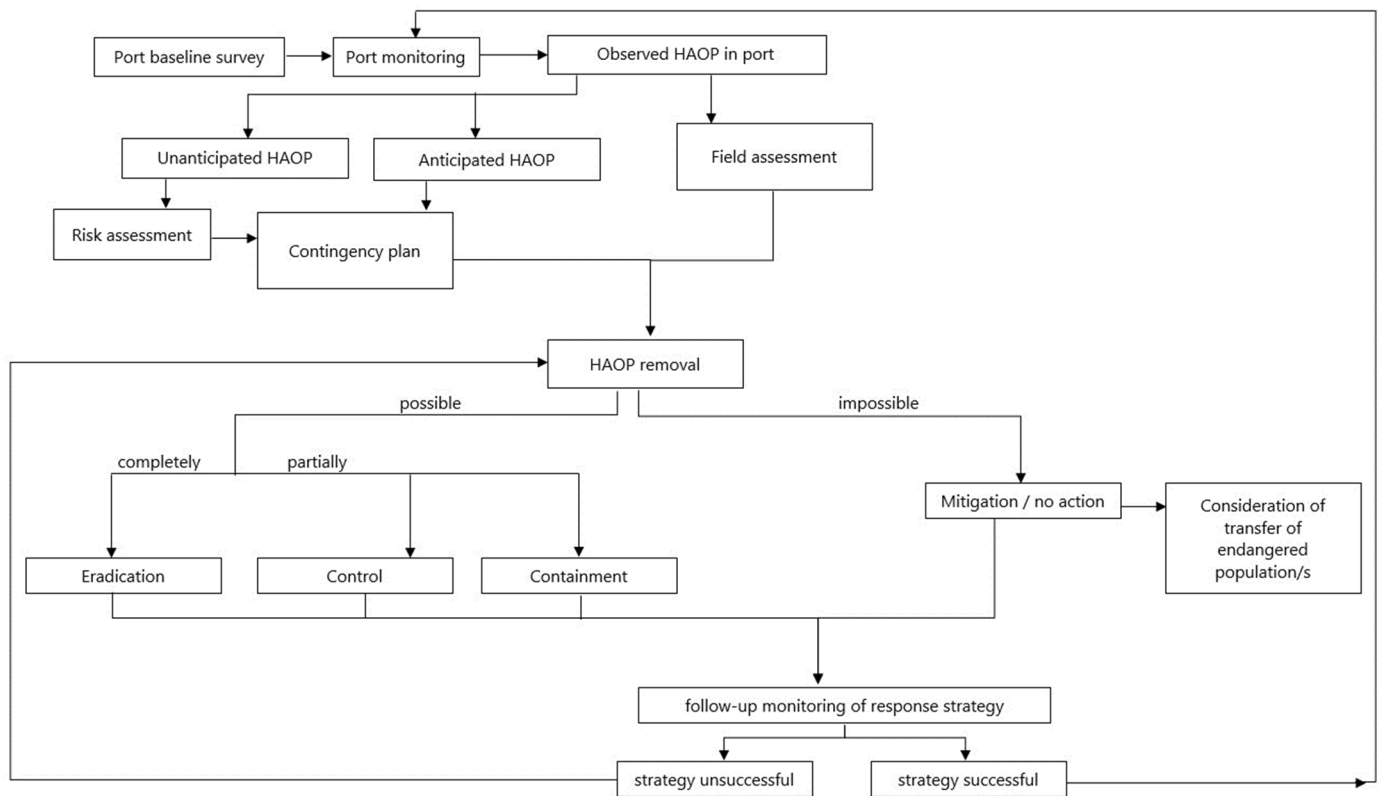 Port baseline survey
Port monitoring
Observed HAOP in port
Unanticipated HAOP
Anticipated HAOP
Field assessment
Risk assessment
Contingency plan
HAOP removal
possible
impossible
completely
partially
Mitigation / no action
Consideration of
transfer of
endangered
population/s
Eradication
Control
Containment
follow-up monitoring of response strategy
strategy unsuccessful
strategy successful